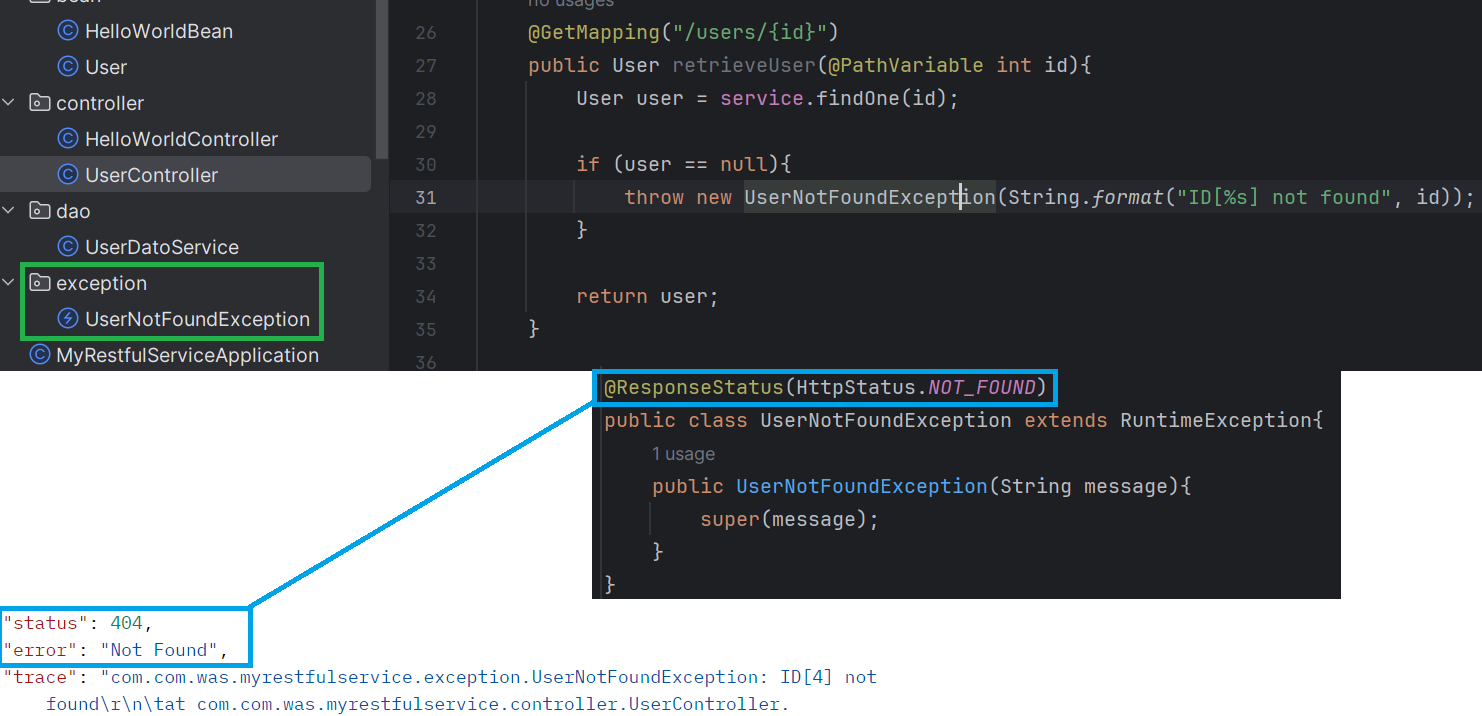 bean
HelloWorldBean
User
controller
HelloWorldController
UserController
dao
UserDatoService
exception
UserNotFoundException
MyRestfulServiceApplication
no usages
26 @GetMapping("/users/{id}")
27 public User retrieveUser(@PathVariable int id){
28 User user = service.findOne(id);
29
30 if (user == null){
31 throw new UserNotFoundException(String.format("ID[%s] not found", id));
32 }
33
34 return user;
35 }
36
@ResponseStatus(HttpStatus.NOT_FOUND)
public class UserNotFoundException extends RuntimeException{
1 usage
public UserNotFoundException(String message){
super(message);
}
}
"status": 404,
"error": "Not Found",
"trace": "com.com.was.myrestfulservice.exception.UserNotFoundException: ID[4] not
found\r\n\tat com.com.was.myrestfulservice.controller.UserController.